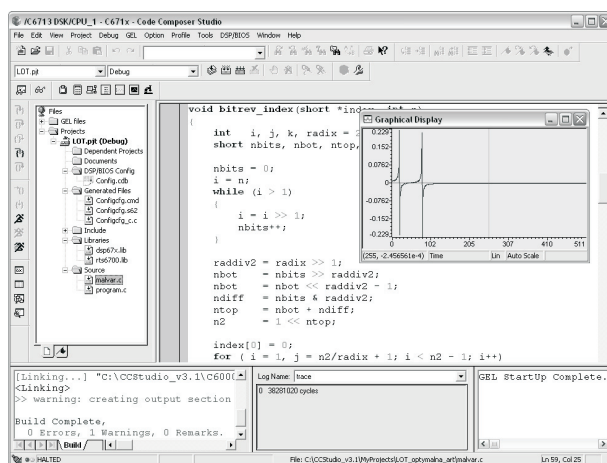 /C6713 DSK/CPU_1 - C671x - Code Composer Studio
File Edit View Project Debug GEL Option Profile Tools DSP/BIOS Window Help
LOT.pjt
Debug
Files
GEL files
Projects
LOT.pjt (Debug)
Dependent Projects
Documents
DSP/BIOS Config
Config.cdb
Generated Files
Configcfg.cmd
Configcfg.s62
Configcfg_c.c
Include
Libraries
dsp67x.lib
rts6700.lib
Source
malvar.c
program.c
void bitrev_index(short *index, int n)
{
int i, j, k, radix = 2
short nbits, nbot, ntop,
nbits = 0;
i = n;
while (i > 1)
{
i = i >> 1;
nbits++;
}
raddiv2 = radix >> 1;
nbot = nbits >> raddiv2;
nbot = nbot << raddiv2 - 1;
ndiff = nbits & raddiv2;
ntop = nbot + ndiff;
n2 = 1 << ntop;
index[0] = 0;
for ( i = 1, j = n2/radix + 1; i < n2 - 1; i++)
Graphical Display
0.229
0.152
0.0762
-0.0762
-0.152
-0.229
0 102 205 307 410 511
(255, -2.456561e-4) Time Lin Auto Scale
[Linking...] "C:\CCStudio_v3.1\C600
<Linking>
>> warning: creating output section
Build Complete,
0 Errors, 1 Warnings, 0 Remarks.
Build
Log Name: trace
0 38281020 cycles
GEL StartUp Complete.
HALTED
File: C:\CCStudio_v3.1\MyProjects\LOT_optymalna_art\malvar.c
Ln 59, Col 25